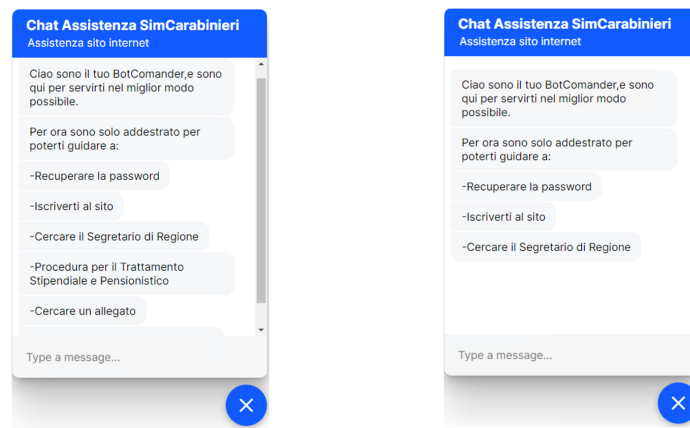 Chat Assistenza SimCarabinieri
Assistenza sito internet
Ciao sono il tuo BotComander,e sono
qui per servirti nel miglior modo
possibile.
Per ora sono solo addestrato per
poterti guidare a:
-Recuperare la password
-Iscriverti al sito
-Cercare il Segretario di Regione
-Procedura per il Trattamento
Stipendiale e Pensionistico
-Cercare un allegato
Type a message...
Chat Assistenza SimCarabinieri
Assistenza sito internet
Ciao sono il tuo BotComander,e sono
qui per servirti nel miglior modo
possibile.
Per ora sono solo addestrato per
poterti guidare a:
-Recuperare la password
-Iscriverti al sito
-Cercare il Segretario di Regione
Type a message...